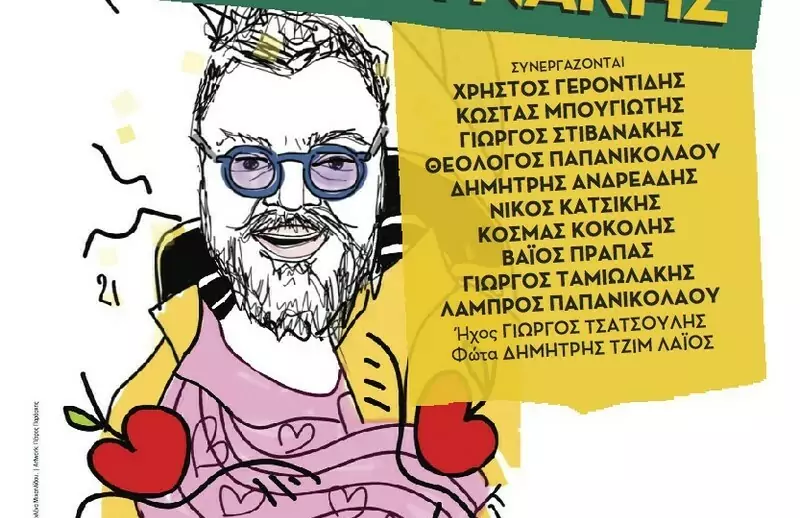 ΣΥΝΕΡΓΑΖΟΝΤΑΙ
ΧΡΗΣΤΟΣ ΓΕΡΟΝΤΙΔΗΣ
ΚΩΣΤΑΣ ΜΠΟΥΓΙΩΤΗΣ
ΓΙΩΡΓΟΣ ΣΤΙΒΑΝΑΚΗΣ
ΘΕΟΛΟΓΟΣ ΠΑΠΑΝΙΚΟΛΑΟΥ
ΔΗΜΗΤΡΗΣ ΑΝΔΡΕΑΔΗΣ
ΝΙΚΟΣ ΚΑΤΣΙΚΗΣ
ΚΟΣΜΑΣ ΚΟΚΟΛΗΣ
ΒΑΪΟΣ ΠΡΑΠΑΣ
ΓΙΩΡΓΟΣ ΤΑΜΙΩΛΑΚΗΣ
ΛΑΜΠΡΟΣ ΠΑΠΑΝΙΚΟΛΑΟΥ
Ήχος ΓΙΩΡΓΟΣ ΤΣΑΤΣΟΥΛΗΣ
Φώτα ΔΗΜΗΤΡΗΣ ΤΖΙΜ ΛΑΪΟΣ
21